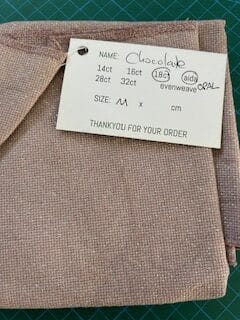 NAME: Chocolate
14ct 16ct 18ct aida
28ct 32ct evenweave OPAL
SIZE: M x cm
THANKYOU FOR YOUR ORDER